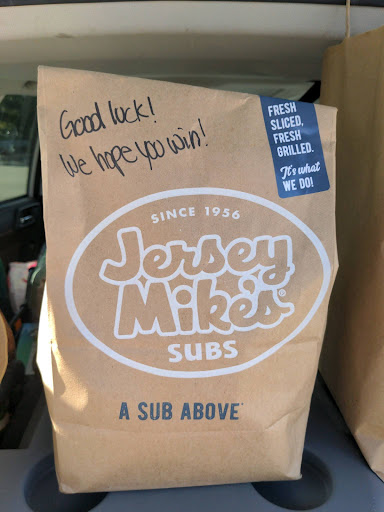 Good luck!
We hope you win!
FRESH
SLICED,
FRESH
GRILLED.
It's what
WE DO!
SINCE 1956
Jersey
Mike's®
SUBS
A SUB ABOVE®